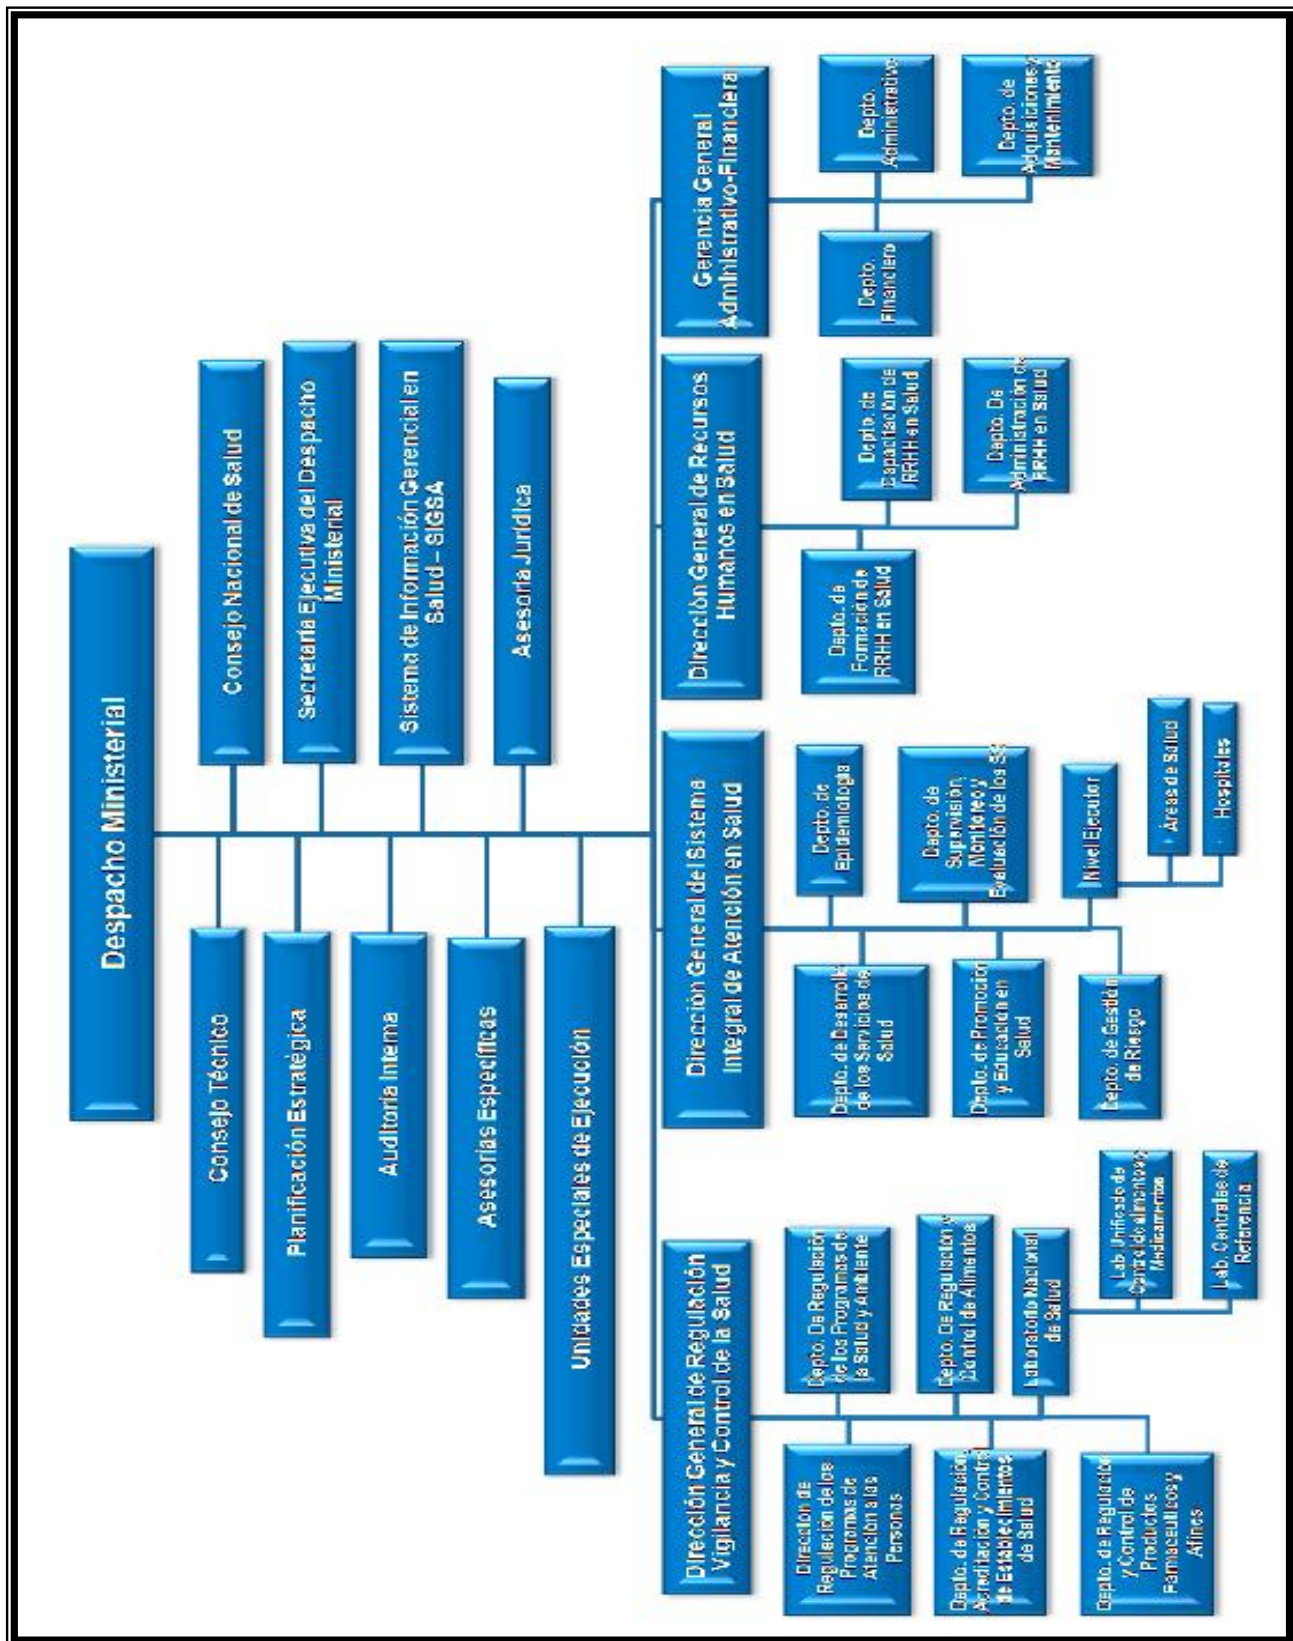 Despacho Ministerial
Consejo Técnico
Consejo Nacional de Salud
Planificación Estratégica
Secretaría Ejecutiva del Despacho
Ministerial
Auditoria Interna
Sistema de Información Gerencial en
Salud – SIGSA
Asesorias Específicas
Asesoría Jurídica
Unidades Especiales de Ejecución
Dirección General de Regulación
Vigilancia y Control de la Salud
Dirección de
Regulación de los
Programas de
Atención a las
Personas
Depto. De Regulación
de los Programas de
la Salud y Ambiente
Depto. de Regulación,
Acreditación y Control
de Establecimientos
de Salud
Depto. De Regulación y
Control de Alimentos
Laboratorio Nacional
de Salud
Depto. de Regulación
y Control de
Productos
Farmaceuticos y
Afines
Lab. Unificado de
Control de alimentos y
Medicamentos
Lab. Centrales de
Referencia
Dirección General del Sistema
Integral de Atención en Salud
Depto. de Desarroll
de los Servicios de
Salud
Depto. de
Epidemiología
Depto. de Promoción
y Educación en
Salud
Depto. de
Supervisión,
Monitoreo y
Evaluación de los SS
Depto. de Gestión
de Riesgo
Nivel Ejecutor
Áreas de Salud
Hospitales
Dirección General de Recursos
Humanos en Salud
Depto. de
Formación de
RRHH en Salud
Depto. de
Capacitación de
RRHH en Salud
Depto. De
Administración de
RRHH en Salud
Gerencia General
Administrativo-Financiera
Depto.
Financiero
Depto.
Administrativo
Depto. de
Adquisiciones y
Mantenimiento